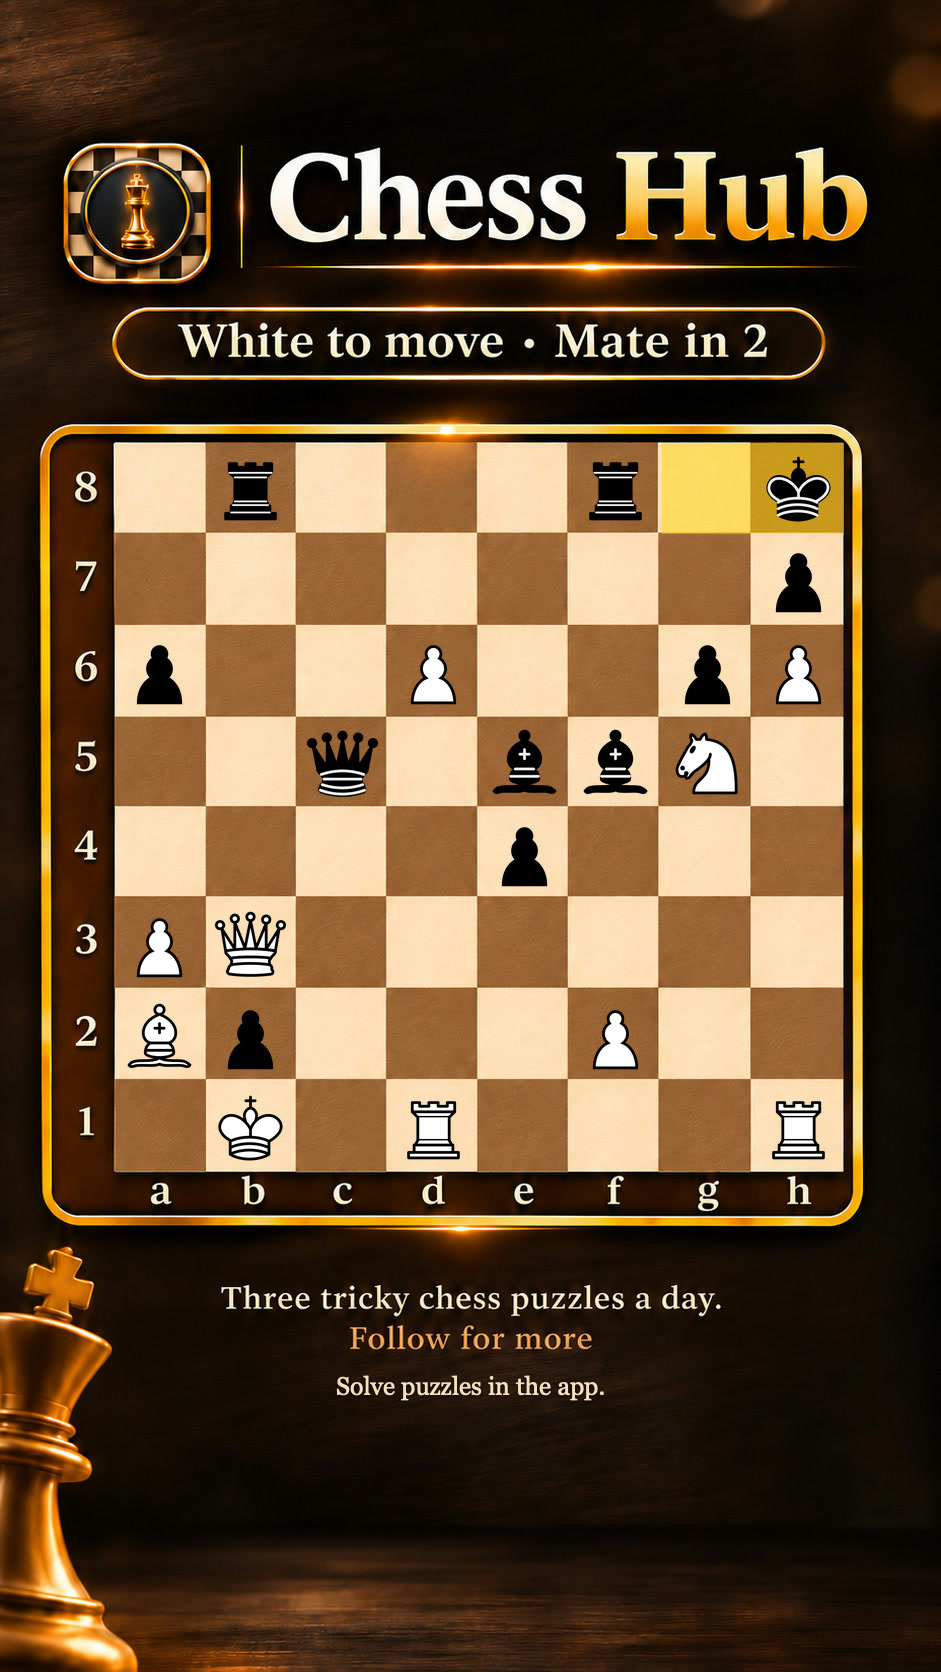 Chess Hub
White to move • Mate in 2
8
7
6
5
4
3
2
1
a b c d e f g h
Three tricky chess puzzles a day.
Follow for more
Solve puzzles in the app.